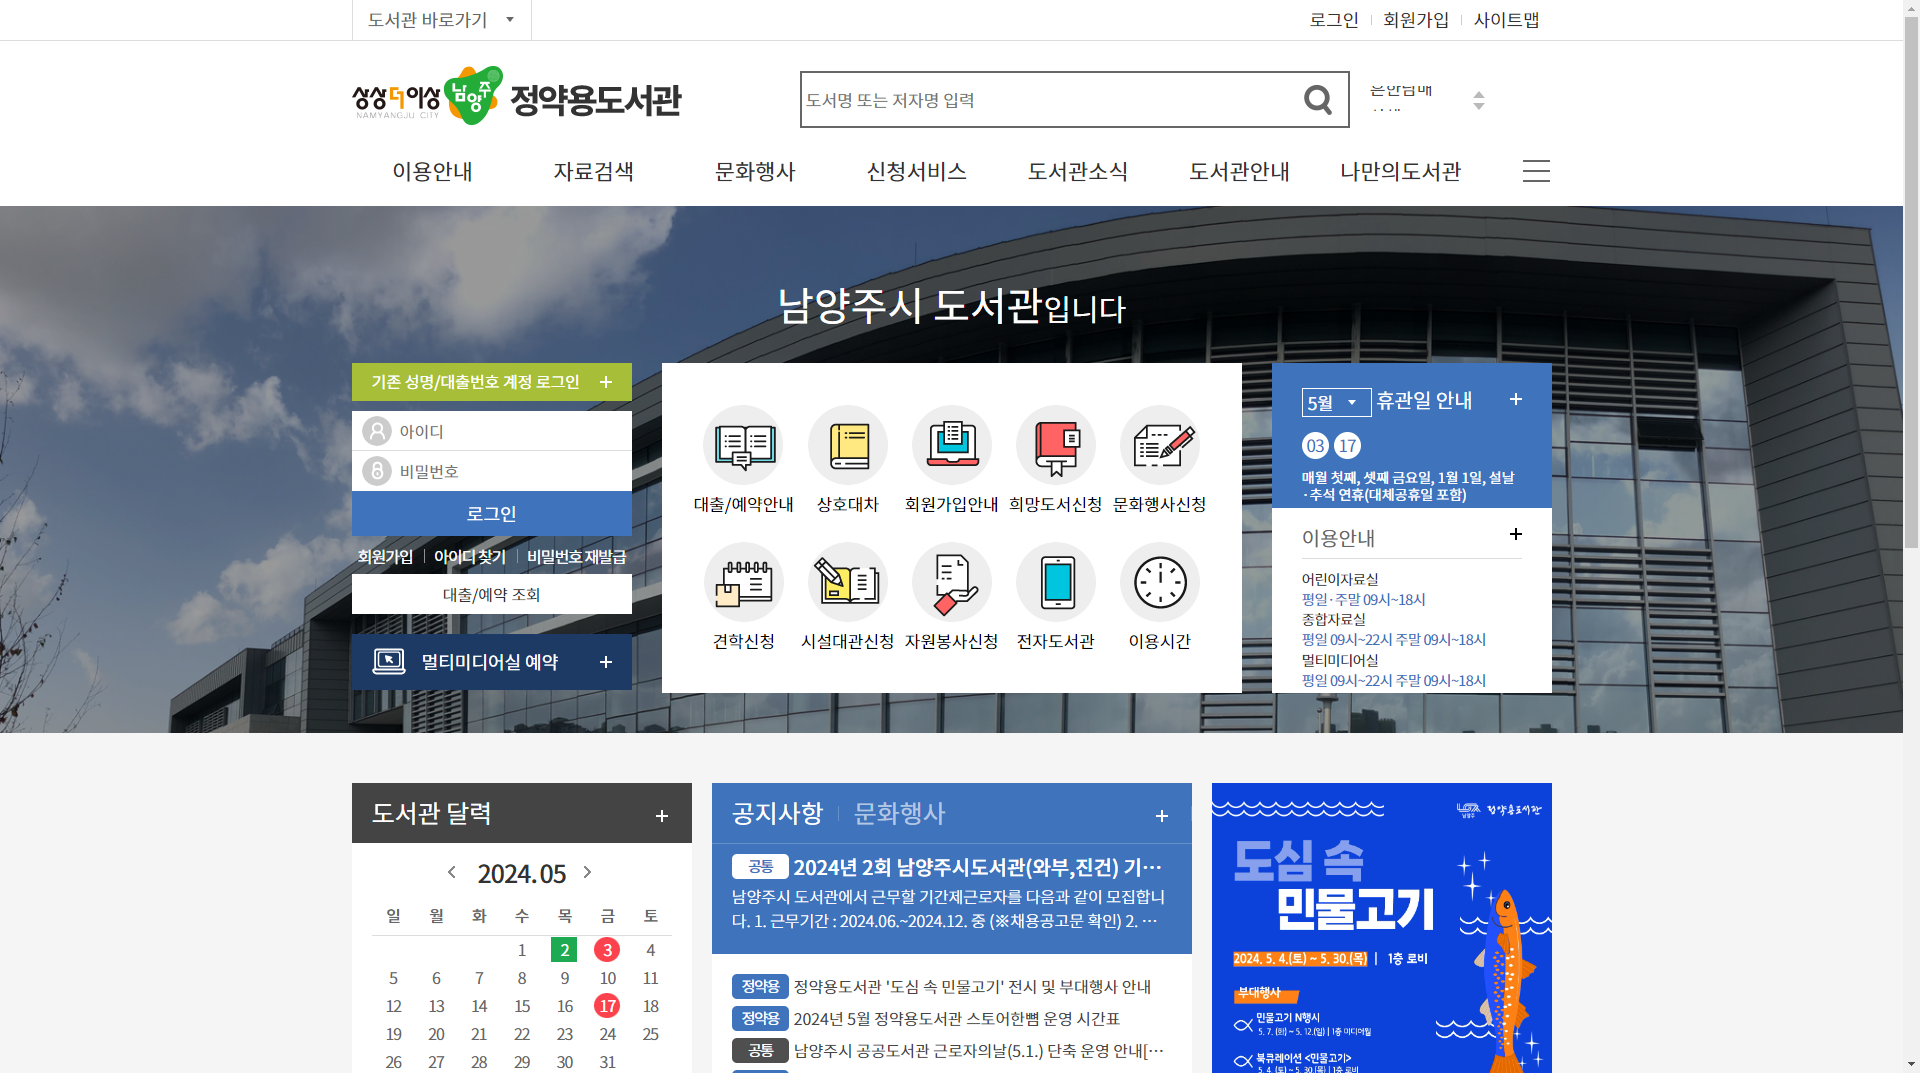 도서관 바로가기
로그인
회원가입
사이트맵
상상더이상 남양주 정약용도서관
NAMYANGJU CITY
도서명 또는 저자명 입력
이용안내
자료검색
문화행사
신청서비스
도서관소식
도서관안내
나만의도서관
남양주시 도서관입니다
기존 성명/대출번호 계정 로그인
아이디
비밀번호
로그인
회원가입
아이디 찾기
비밀번호 재발급
대출/예약 조회
멀티미디어실 예약
대출/예약안내
상호대차
회원가입안내
희망도서신청
문화행사신청
견학신청
시설대관신청
자원봉사신청
전자도서관
이용시간
5월 휴관일 안내
03 17
매월 첫째, 셋째 금요일, 1월 1일, 설날
·추석 연휴(대체공휴일 포함)
이용안내
어린이자료실
평일·주말 09시~18시
종합자료실
평일 09시~22시 주말 09시~18시
멀티미디어실
평일 09시~22시 주말 09시~18시
도서관 달력
2024.05
일 월 화 수 목 금 토
1 2 3 4
5 6 7 8 9 10 11
12 13 14 15 16 17 18
19 20 21 22 23 24 25
26 27 28 29 30 31
공지사항
문화행사
공통 2024년 2회 남양주시도서관(와부,진건) 기…
남양주시 도서관에서 근무할 기간제근로자를 다음과 같이 모집합니
다. 1. 근무기간 : 2024.06.~2024.12. 중 (※채용공고문 확인) 2. …
정약용 정약용도서관 '도심 속 민물고기' 전시 및 부대행사 안내
정약용 2024년 5월 정약용도서관 스토어한뼘 운영 시간표
공통 남양주시 공공도서관 근로자의날(5.1.) 단축 운영 안내[…
남양주 정약용도서관
도심 속
민물고기
2024. 5. 4.(토) ~ 5. 30.(목) | 1층 로비
부대행사
민물고기 N행시
5. 7. (화) ~ 5. 12.(일) | 1층 미디어월
북큐레이션 <민물고기>
5. 4. (토) ~ 5. 30.(목) | 1층 로비